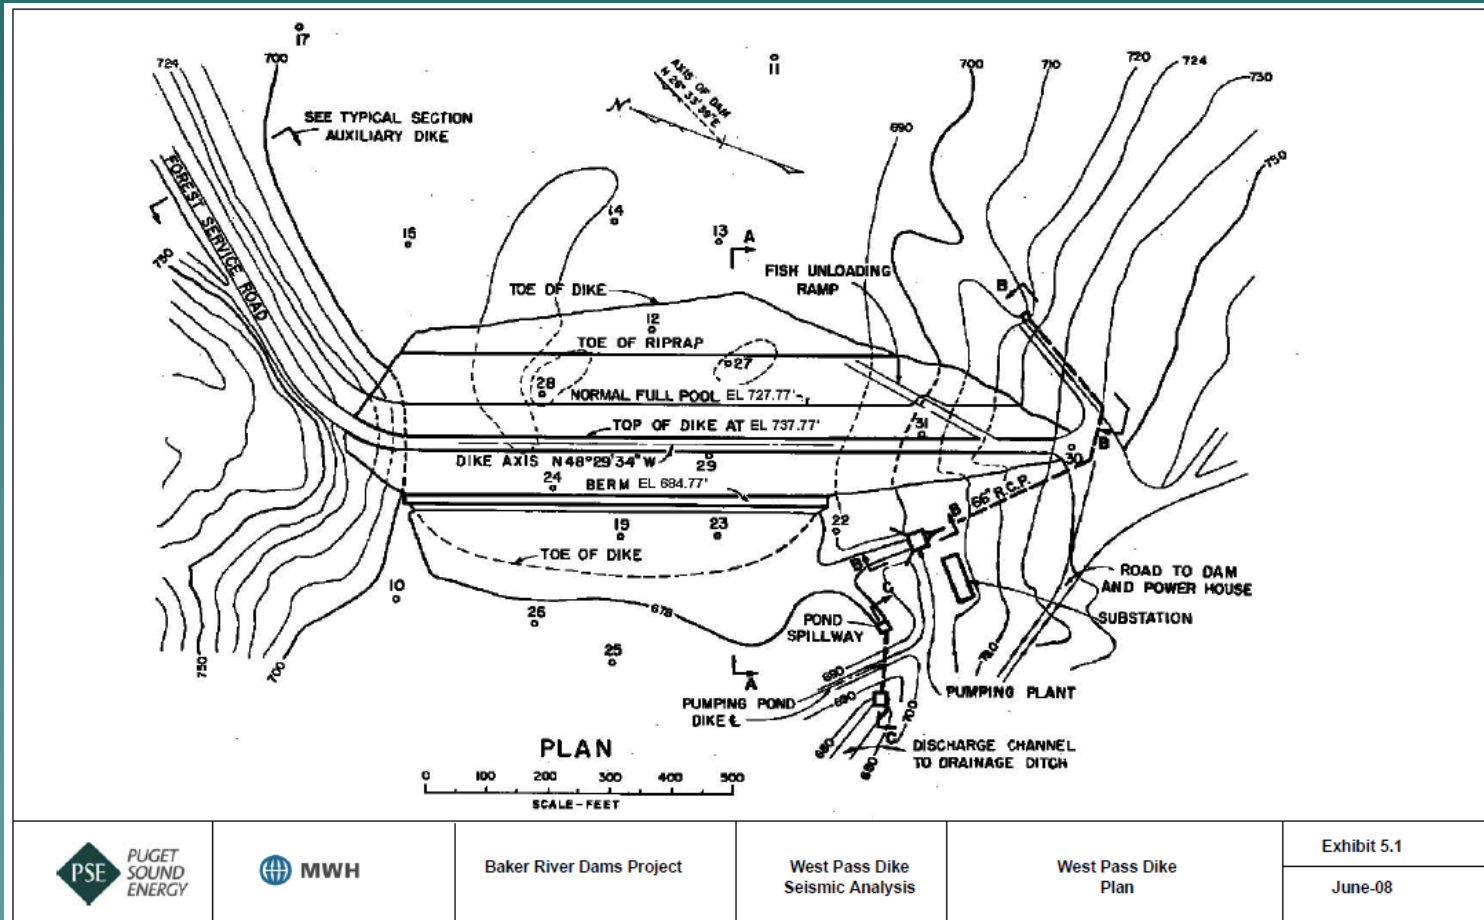 17
11
724
700
700
710
720
724
730
AXIS OF DAM
N 26° 33' 39" E
N
SEE TYPICAL SECTION
AUXILIARY DIKE
690
750
FOREST SERVICE ROAD
14
15
13
A
750
FISH UNLOADING
RAMP
TOE OF DIKE
B
12
TOE OF RIPRAP
27
28
NORMAL FULL POOL EL 727.77'
31
TOP OF DIKE AT EL 737.77'
B
DIKE AXIS N 48° 29' 34" W
29
30
24
BERM EL 684.77'
66" R.C.P.
B
19
23
22
TOE OF DIKE
B
ROAD TO DAM
AND POWER HOUSE
10
C
678
26
POND
SPILLWAY
SUBSTATION
25
750
700
A
690
PUMPING POND
DIKE ℄
690
700
PUMPING PLANT
C
680
680
DISCHARGE CHANNEL
TO DRAINAGE DITCH
PLAN
0 100 200 300 400 500
SCALE-FEET
PSE
PUGET
SOUND
ENERGY
MWH
Baker River Dams Project
West Pass Dike
Seismic Analysis
West Pass Dike
Plan
Exhibit 5.1
June-08